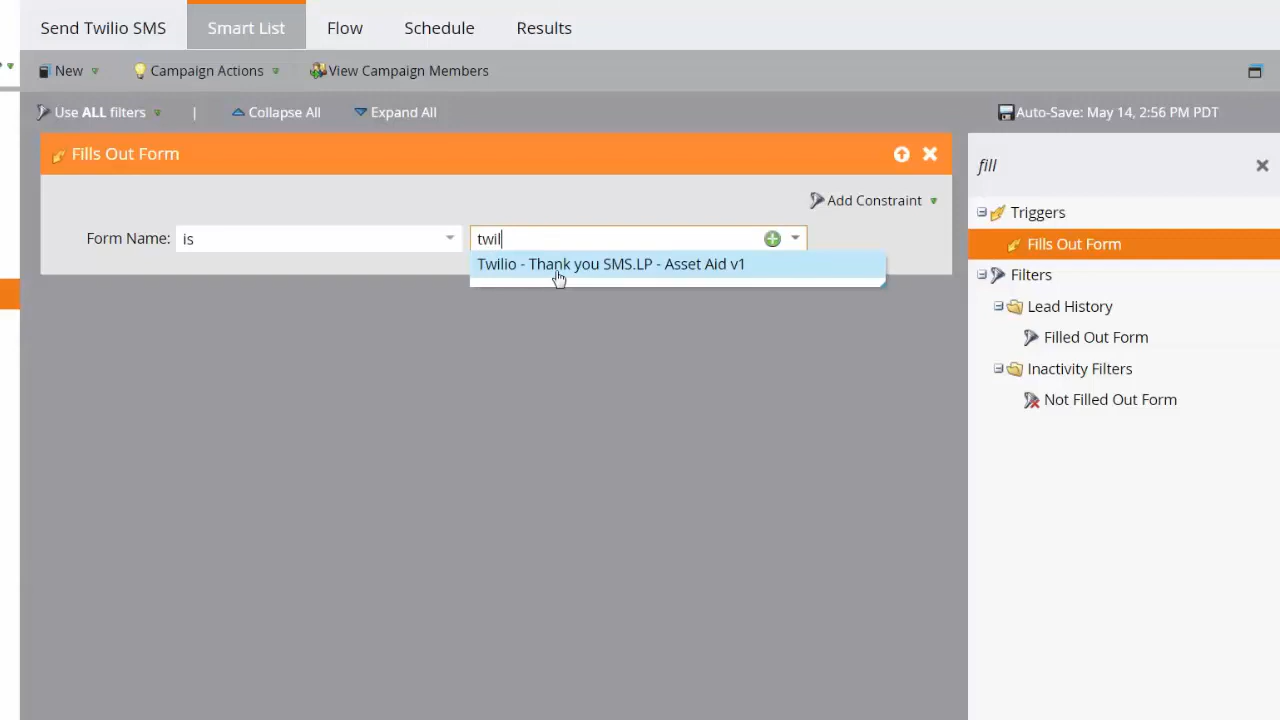 Send Twilio SMS Smart List Flow Schedule Results
New Campaign Actions View Campaign Members
Use ALL filters | Collapse All Expand All Auto-Save: May 14, 2:56 PM PDT
Fills Out Form
Add Constraint
Form Name: is twil
Twilio - Thank you SMS.LP - Asset Aid v1
fill
Triggers
Fills Out Form
Filters
Lead History
Filled Out Form
Inactivity Filters
Not Filled Out Form